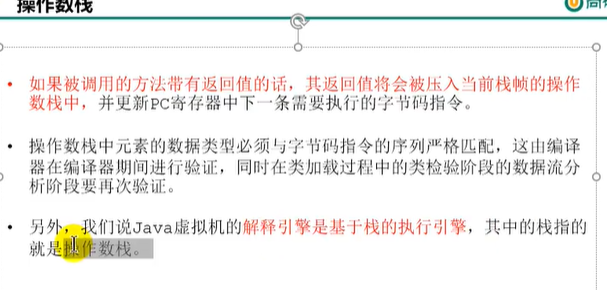 操作数栈
如果被调用的方法带有返回值的话，其返回值将会被压入当前栈帧的操作
数栈中，并更新PC寄存器中下一条需要执行的字节码指令。
操作数栈中元素的数据类型必须与字节码指令的序列严格匹配，这由编译
器在编译器期间进行验证，同时在类加载过程中的类检验阶段的数据流分
析阶段要再次验证。
另外，我们说Java虚拟机的解释引擎是基于栈的执行引擎，其中的栈指的
就是操作数栈。